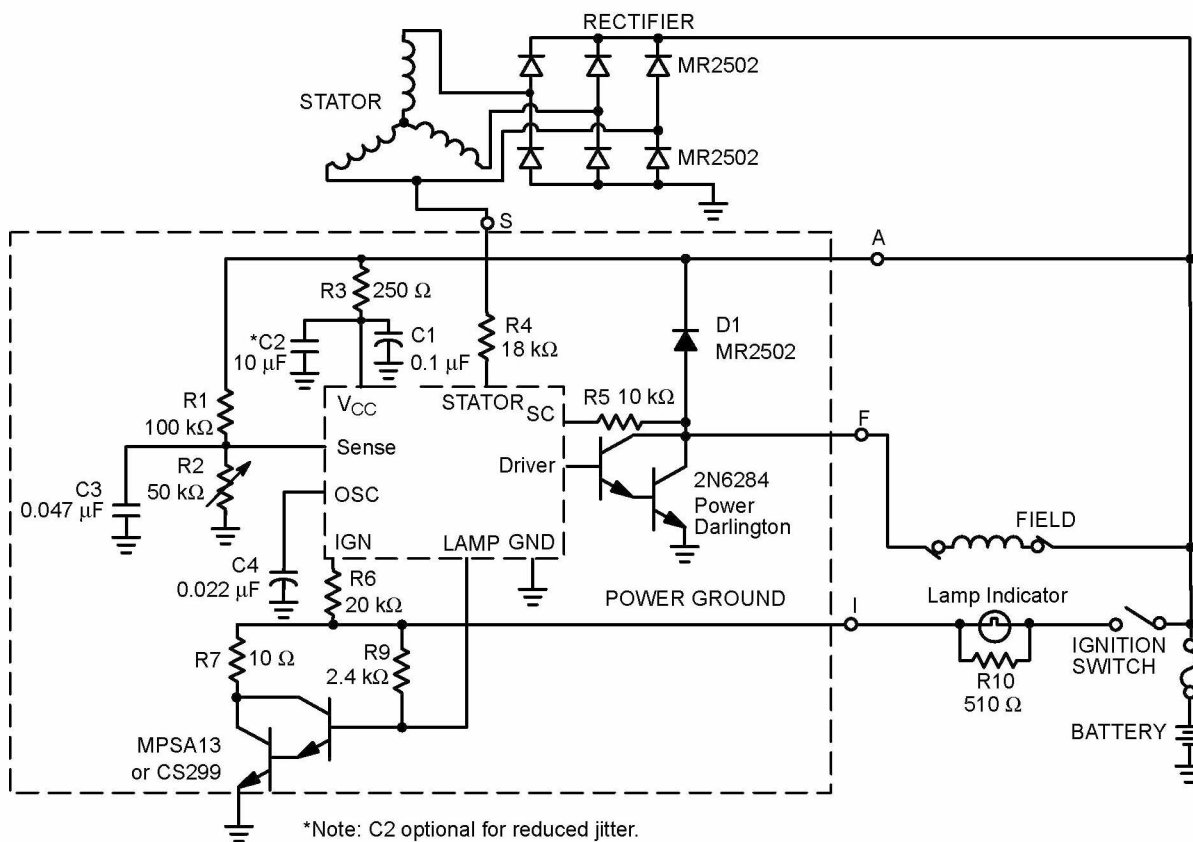 RECTIFIER
MR2502
STATOR
MR2502
S
A
R3
250 Ω
*C2
10 µF
C1
0.1 µF
R4
18 kΩ
D1
MR2502
R1
100 kΩ
VCC
STATOR
SC
R5 10 kΩ
F
Sense
R2
50 kΩ
Driver
2N6284
Power
Darlington
C3
0.047 µF
OSC
FIELD
IGN
LAMP
GND
C4
0.022 µF
R6
20 kΩ
POWER GROUND
I
Lamp Indicator
R7
10 Ω
R9
2.4 kΩ
R10
510 Ω
IGNITION
SWITCH
BATTERY
MPSA13
or CS299
*Note: C2 optional for reduced jitter.